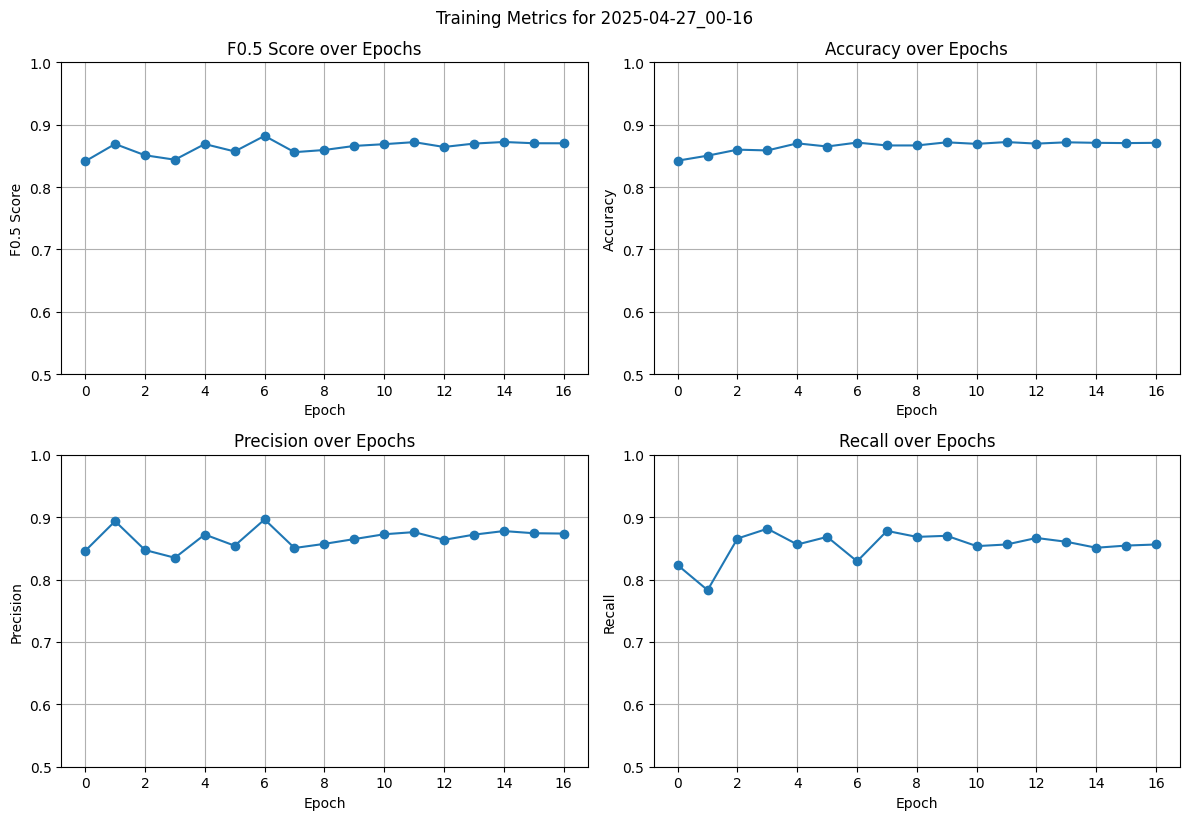 Training Metrics for 2025-04-27_00-16
F0.5 Score over Epochs
1.0
0.9
0.8
0.7
0.6
0.5
F0.5 Score
0 2 4 6 8 10 12 14 16
Epoch
Accuracy over Epochs
1.0
0.9
0.8
0.7
0.6
0.5
Accuracy
0 2 4 6 8 10 12 14 16
Epoch
Precision over Epochs
1.0
0.9
0.8
0.7
0.6
0.5
Precision
0 2 4 6 8 10 12 14 16
Epoch
Recall over Epochs
1.0
0.9
0.8
0.7
0.6
0.5
Recall
0 2 4 6 8 10 12 14 16
Epoch